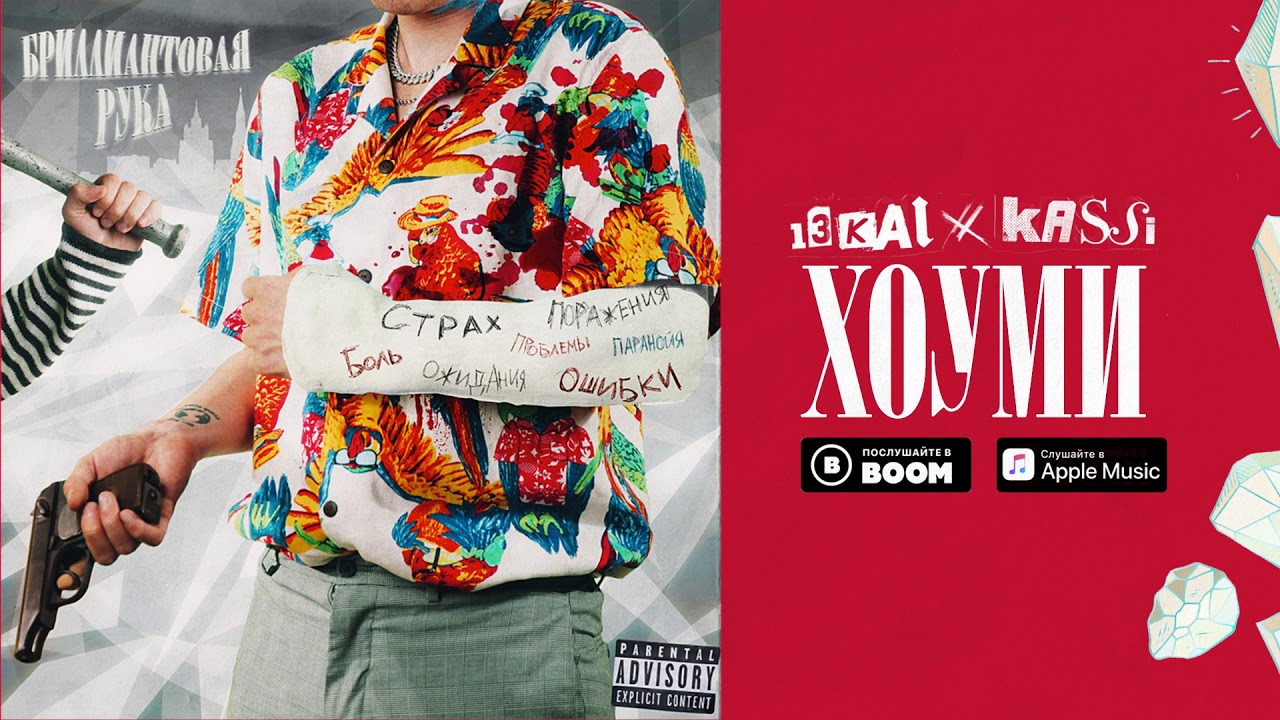 БРИЛЛИАНТОВАЯ
РУКА
СТРАХ
ПОРАЖЕНИЯ
БОЛЬ
ПРОБЛЕМЫ
ПАРАНОЙЯ
ОЖИДАНИЯ
ОШИБКИ
PARENTAL
ADVISORY
EXPLICIT CONTENT
13KAI x KASSi
ХОУМИ
B ПОСЛУШАЙТЕ В
BOOM
Слушайте в
Apple Music